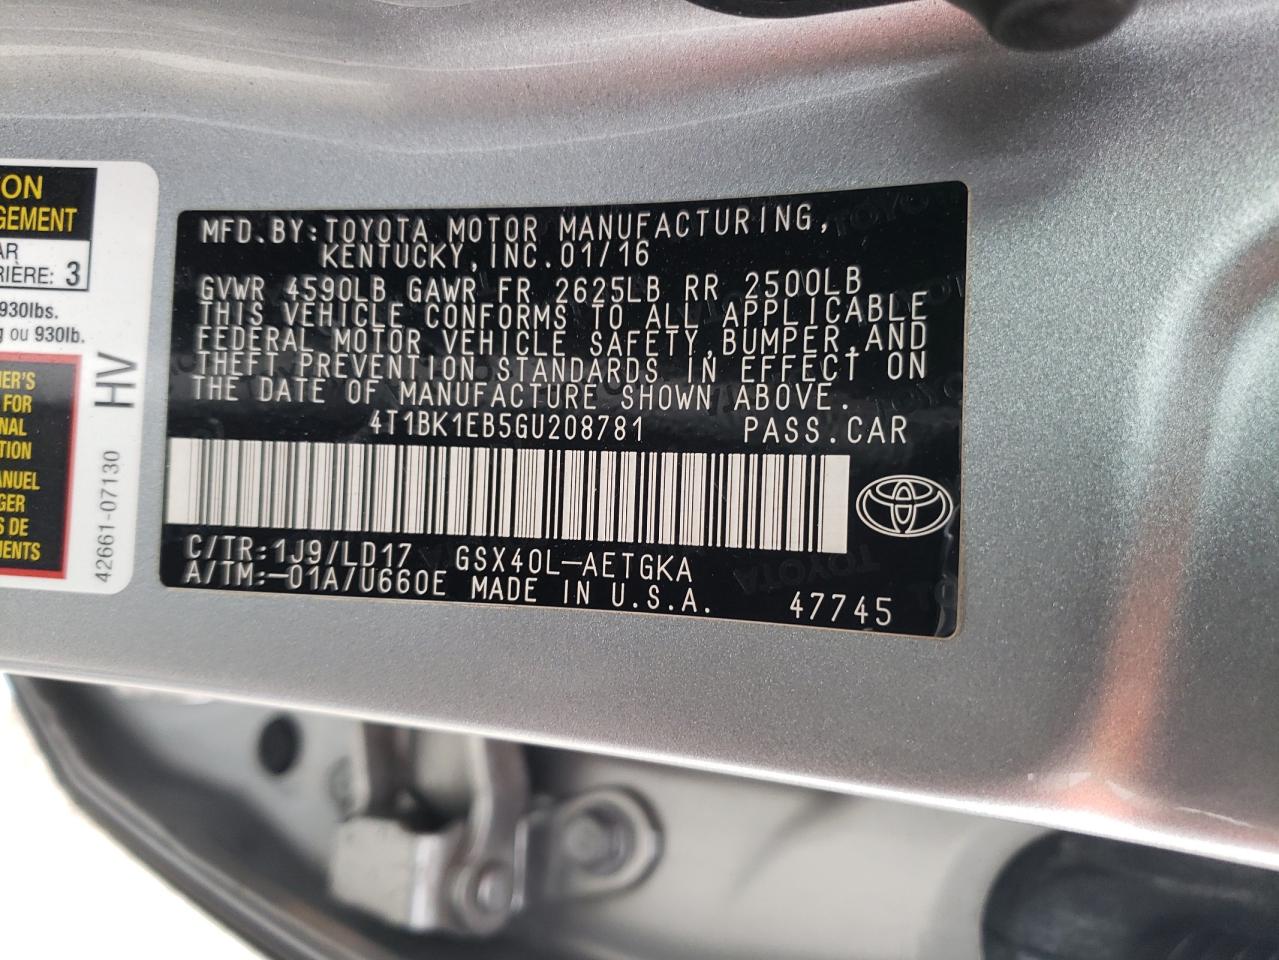 ON
GEMENT
AR
RIÈRE: 3
930lbs.
g ou 930lb.
ER'S
FOR
NAL
TION
ANUEL
GER
S DE
UENTS
HV
42661-07130
MFD.BY:TOYOTA MOTOR MANUFACTURING,
KENTUCKY,INC.01/16
GVWR 4590LB GAWR FR 2625LB RR 2500LB
THIS VEHICLE CONFORMS TO ALL APPLICABLE
FEDERAL MOTOR VEHICLE SAFETY,BUMPER,AND
THEFT PREVENTION STANDARDS IN EFFECT ON
THE DATE OF MANUFACTURE SHOWN ABOVE.
4T1BK1EB5GU208781 PASS.CAR
C/TR:1J9/LD17 GSX40L-AETGKA
A/TM:-01A/U660E MADE IN U.S.A. 47745